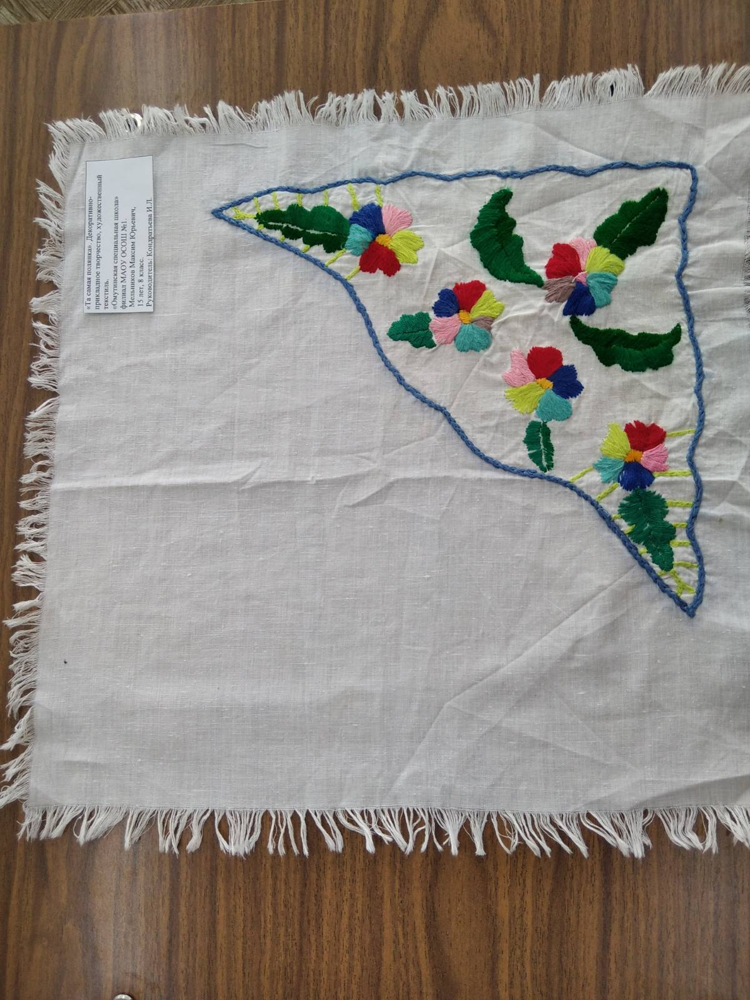 «Та самая полянка». Декоративно-
прикладное творчество, художественный
текстиль.
«Омутинская специальная школа»
филиал МАОУ ОСОШ №1.
Мельников Максим Юрьевич,
15 лет, 8 класс.
Руководитель: Кондратьева И.Л.